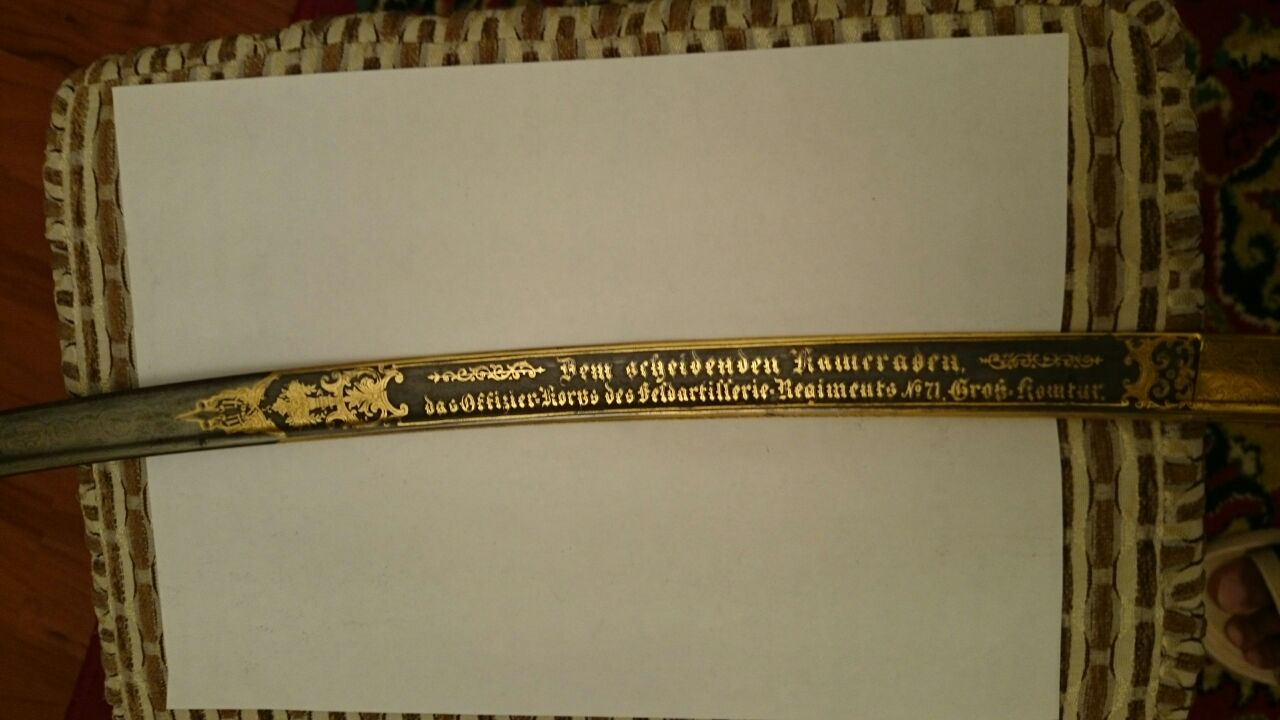 Dem scheidenden Kameraden,
das Offizier-Korps des Feldartillerie-Regiments № 71, Groß-Komtur.